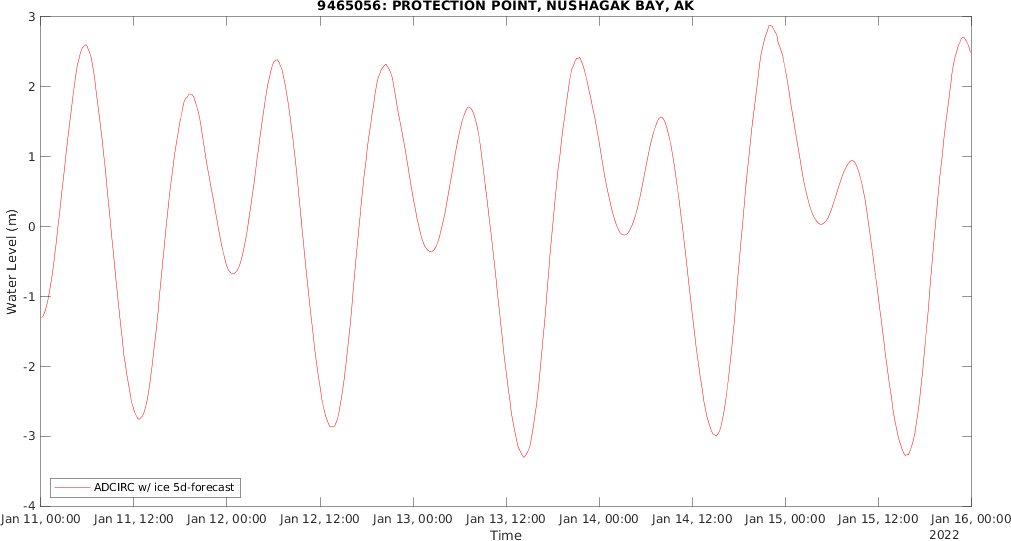 9465056: PROTECTION POINT, NUSHAGAK BAY, AK
Water Level (m)
3
2
1
0
-1
-2
-3
-4
ADCIRC w/ ice 5d-forecast
Jan 11, 00:00 Jan 11, 12:00 Jan 12, 00:00 Jan 12, 12:00 Jan 13, 00:00 Jan 13, 12:00 Jan 14, 00:00 Jan 14, 12:00 Jan 15, 00:00 Jan 15, 12:00 Jan 16, 00:00
Time
2022